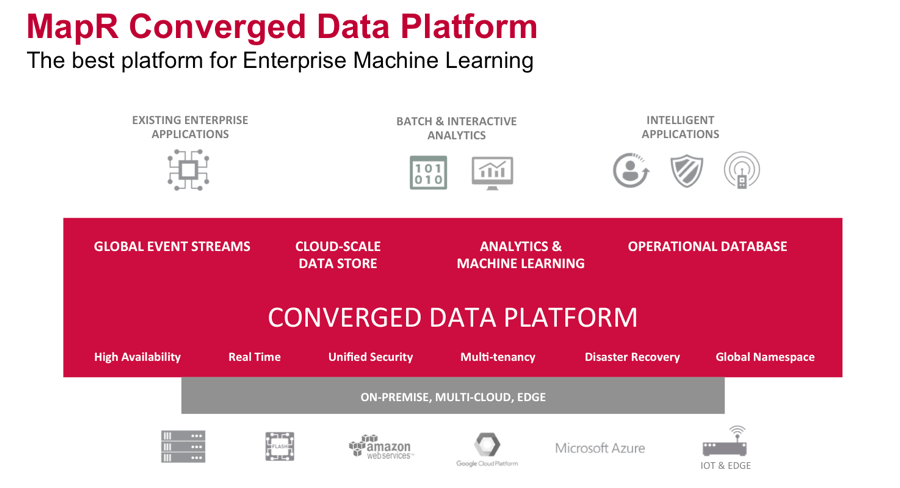 MapR Converged Data Platform
The best platform for Enterprise Machine Learning
EXISTING ENTERPRISE
APPLICATIONS
BATCH & INTERACTIVE
ANALYTICS
INTELLIGENT
APPLICATIONS
101
010
GLOBAL EVENT STREAMS
CLOUD-SCALE
DATA STORE
ANALYTICS &
MACHINE LEARNING
OPERATIONAL DATABASE
CONVERGED DATA PLATFORM
High Availability
Real Time
Unified Security
Multi-tenancy
Disaster Recovery
Global Namespace
ON-PREMISE, MULTI-CLOUD, EDGE
FLASH
amazon
webservices™
Google Cloud Platform
Microsoft Azure
IOT & EDGE